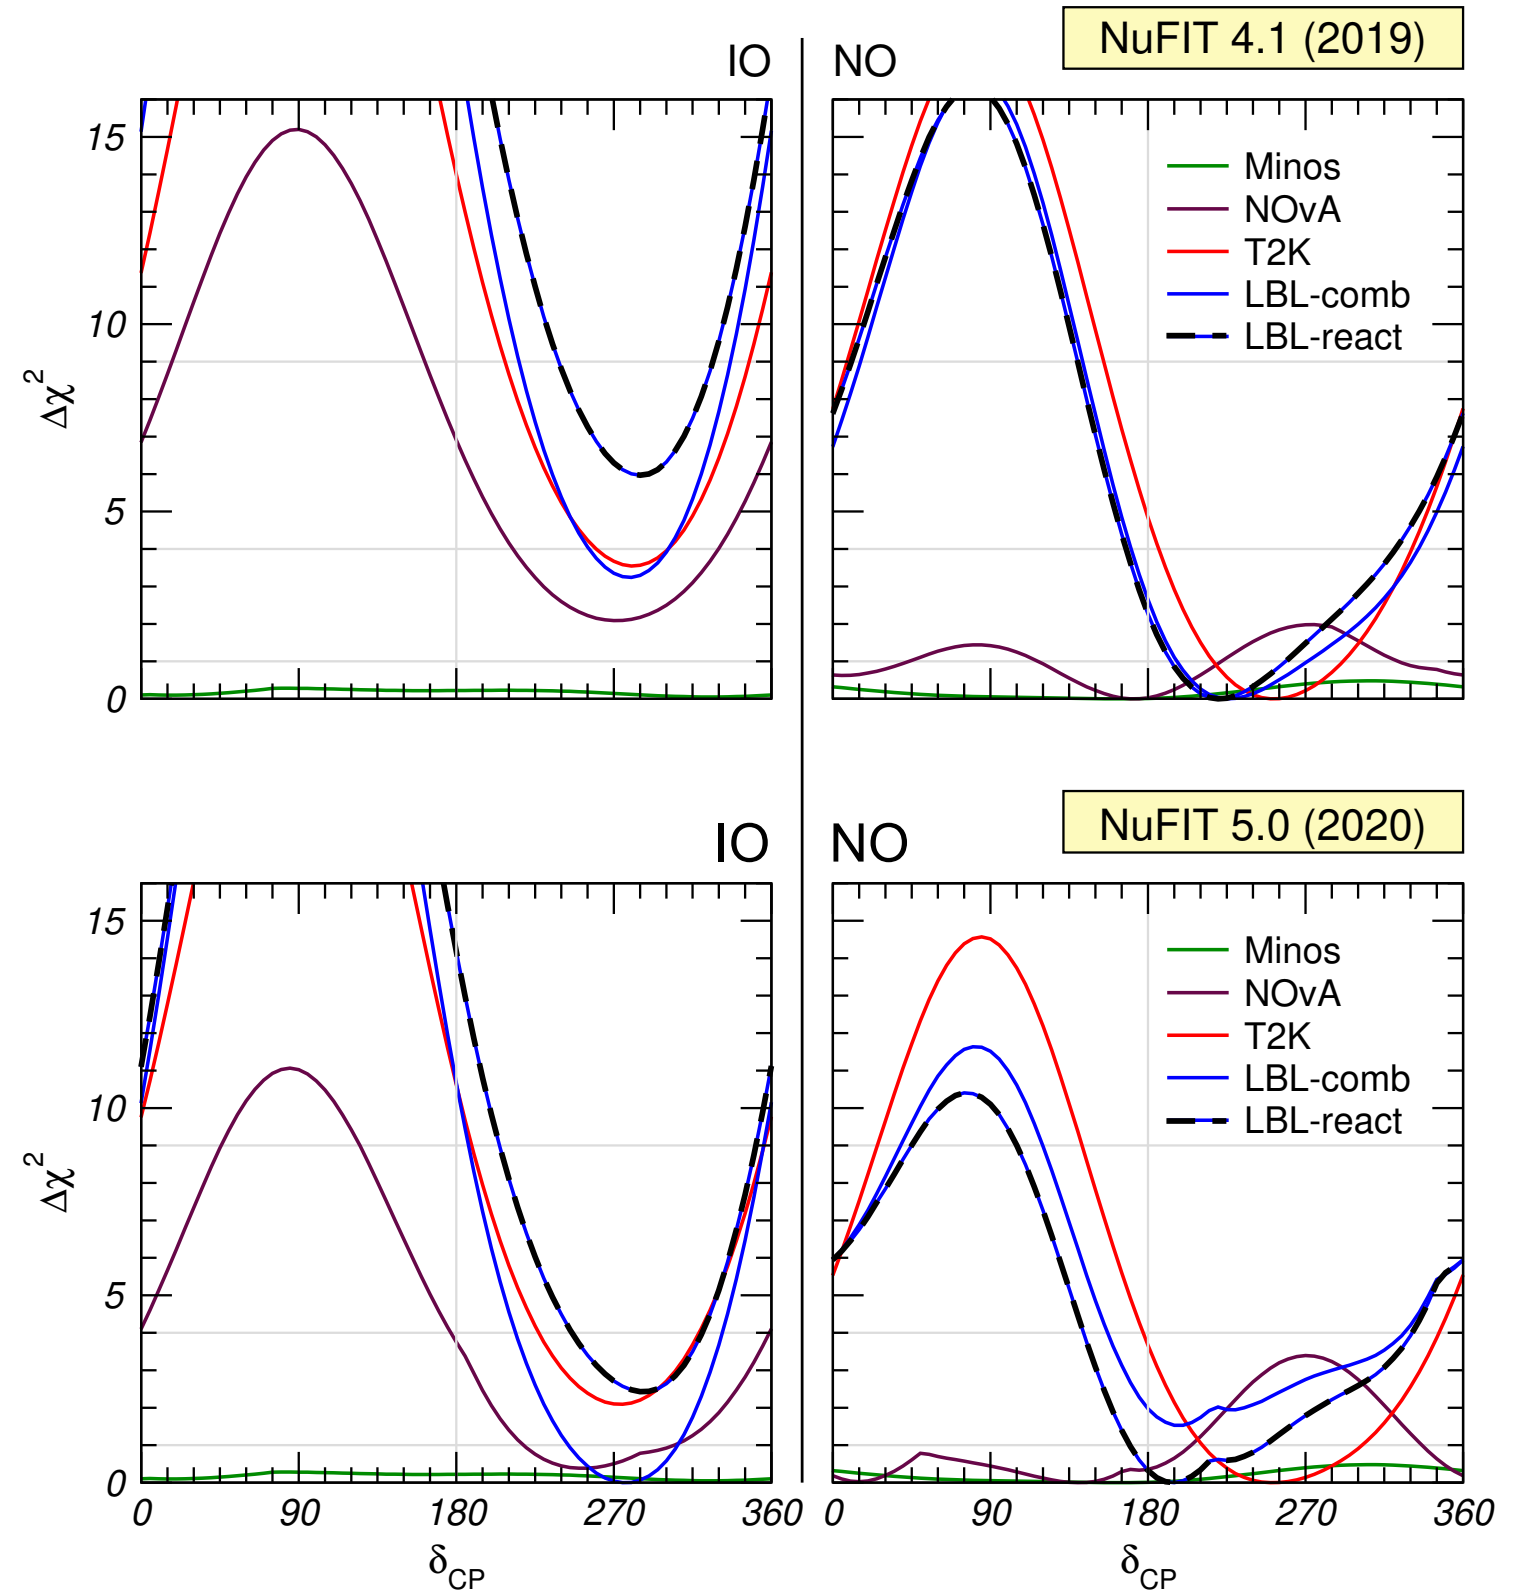 NuFIT 4.1 (2019)
IO NO
15
10
5
0
Δχ²
Minos
NOvA
T2K
LBL-comb
LBL-react
NuFIT 5.0 (2020)
IO NO
15
10
5
0
Δχ²
Minos
NOvA
T2K
LBL-comb
LBL-react
0 90 180 270 360 0 90 180 270 360
δCP δCP